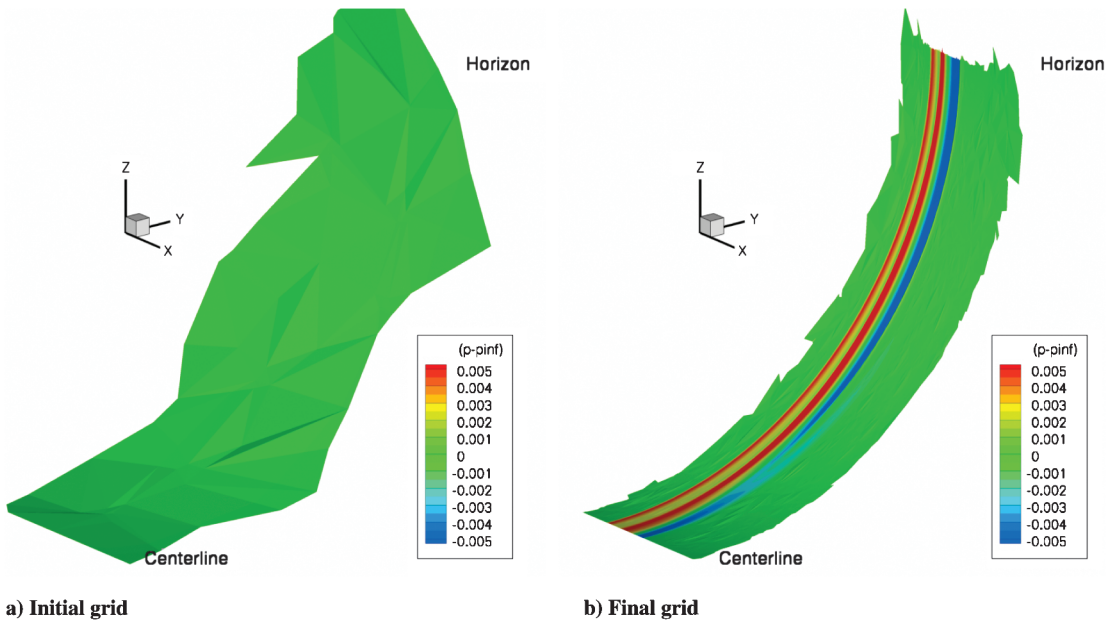 Horizon
Z
Y
X
(p-pinf)
0.005
0.004
0.003
0.002
0.001
0
-0.001
-0.002
-0.003
-0.004
-0.005
Centerline
a) Initial grid
Horizon
Z
Y
X
(p-pinf)
0.005
0.004
0.003
0.002
0.001
0
-0.001
-0.002
-0.003
-0.004
-0.005
Centerline
b) Final grid